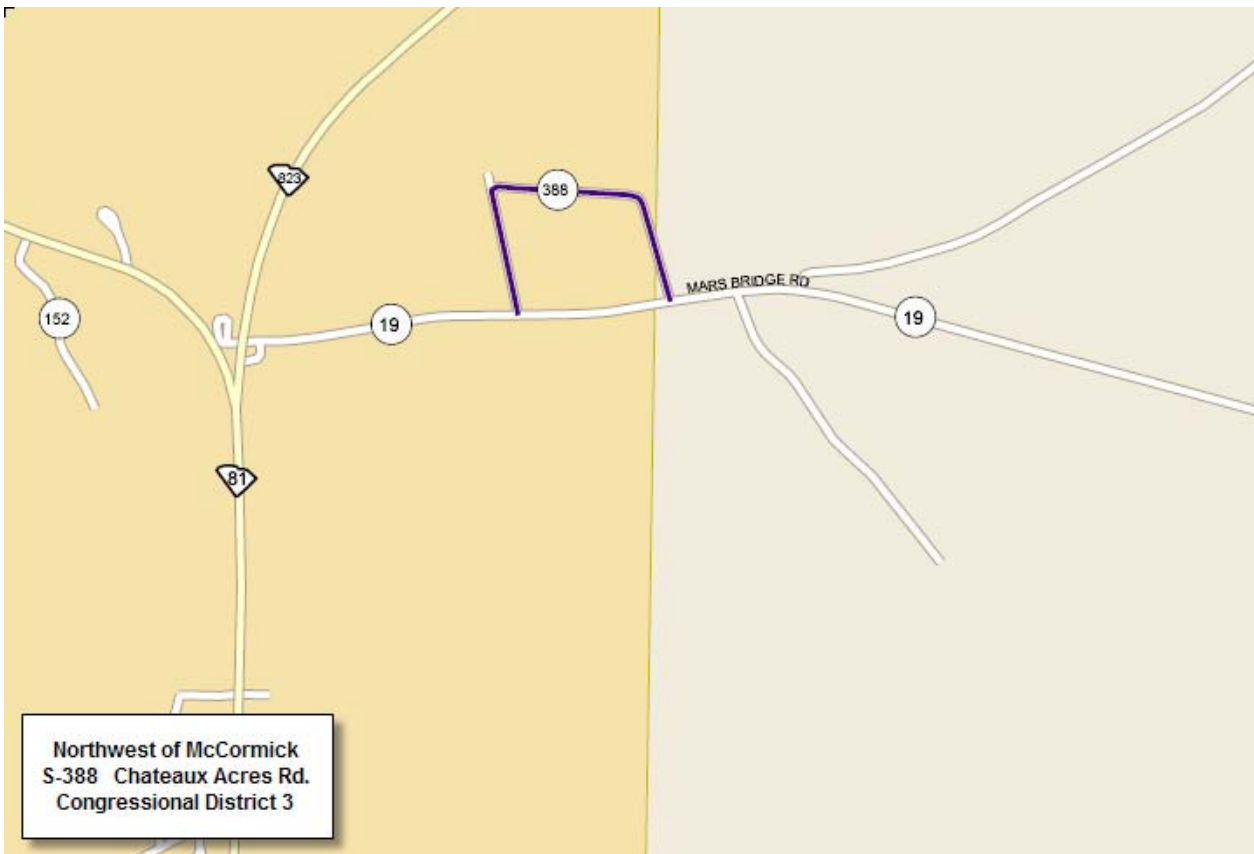 823
388
MARS BRIDGE RD
152
19
19
81
Northwest of McCormick
S-388 Chateaux Acres Rd.
Congressional District 3